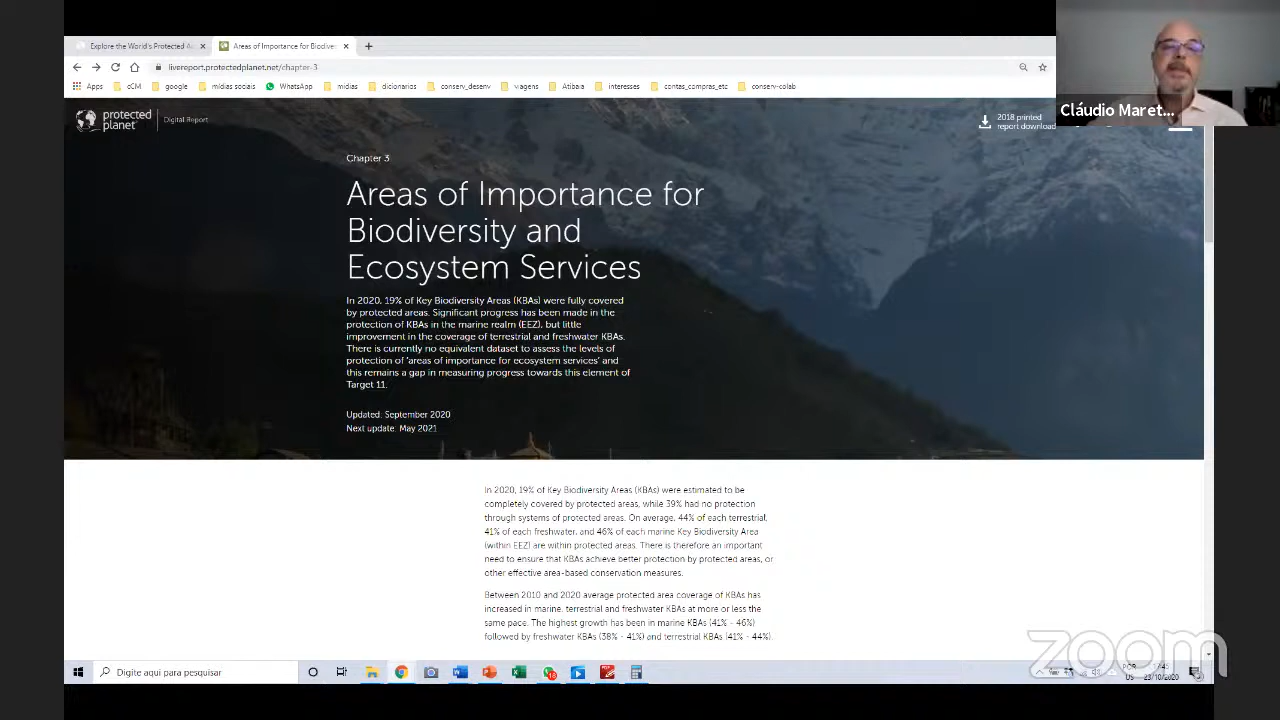 Explore the World's Protected A
Areas of Importance for Biodiver
livereport.protectedplanet.net/chapter-3
Apps
cCM
google
mídias sociais
WhatsApp
midias
dicionarios
conserv_desenv
viagens
Atibaia
interesses
contas_compras_etc
conserv-colab
Cláudio Maret...
protected
planet
Digital Report
2018 printed
report download
Chapter 3
Areas of Importance for
Biodiversity and
Ecosystem Services
In 2020, 19% of Key Biodiversity Areas (KBAs) were fully covered
by protected areas. Significant progress has been made in the
protection of KBAs in the marine realm (EEZ), but little
improvement in the coverage of terrestrial and freshwater KBAs.
There is currently no equivalent dataset to assess the levels of
protection of 'areas of importance for ecosystem services' and
this remains a gap in measuring progress towards this element of
Target 11.
Updated: September 2020
Next update: May 2021
In 2020, 19% of Key Biodiversity Areas (KBAs) were estimated to be
completely covered by protected areas, while 39% had no protection
through systems of protected areas. On average, 44% of each terrestrial,
41% of each freshwater, and 46% of each marine Key Biodiversity Area
(within EEZ) are within protected areas. There is therefore an important
need to ensure that KBAs achieve better protection by protected areas, or
other effective area-based conservation measures.
Between 2010 and 2020 average protected area coverage of KBAs has
increased in marine, terrestrial and freshwater KBAs at more or less the
same pace. The highest growth has been in marine KBAs (41% - 46%)
followed by freshwater KBAs (38% - 41%) and terrestrial KBAs (41% - 44%).
zoom
Digite aqui para pesquisar
POR
US
17:45
23/10/2020